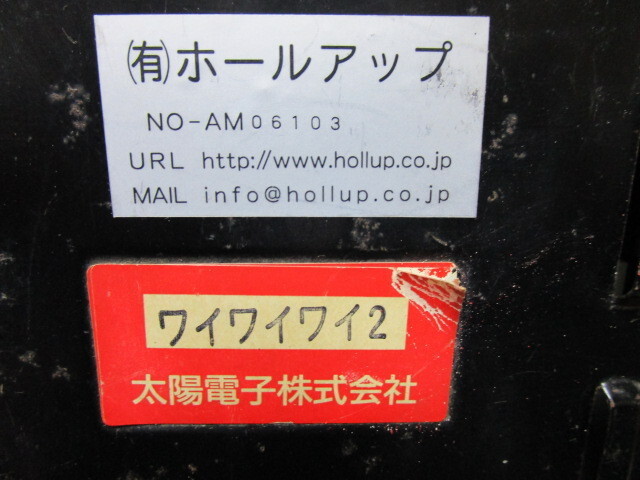 ㈲ホールアップ
NO-AM06103
URL http://www.hollup.co.jp
MAIL info@hollup.co.jp
ワイワイワイ2
太陽電子株式会社